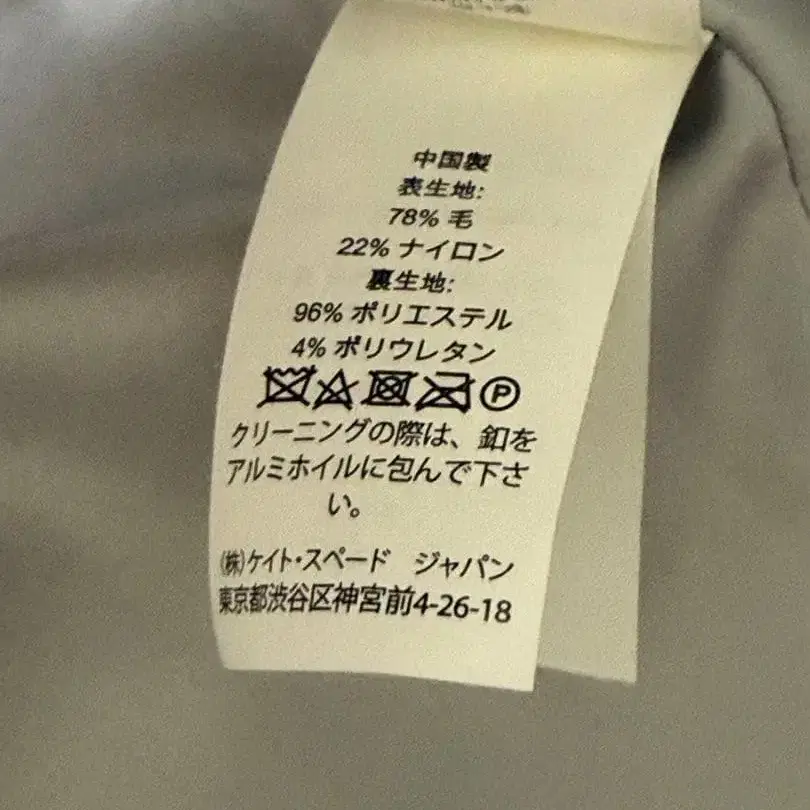 中国製
表生地:
78% 毛
22% ナイロン
裏生地:
96% ポリエステル
4% ポリウレタン
P
クリーニングの際は、釦を
アルミホイルに包んで下さ
い。
(株)ケイト・スペード ジャパン
東京都渋谷区神宮前4-26-18